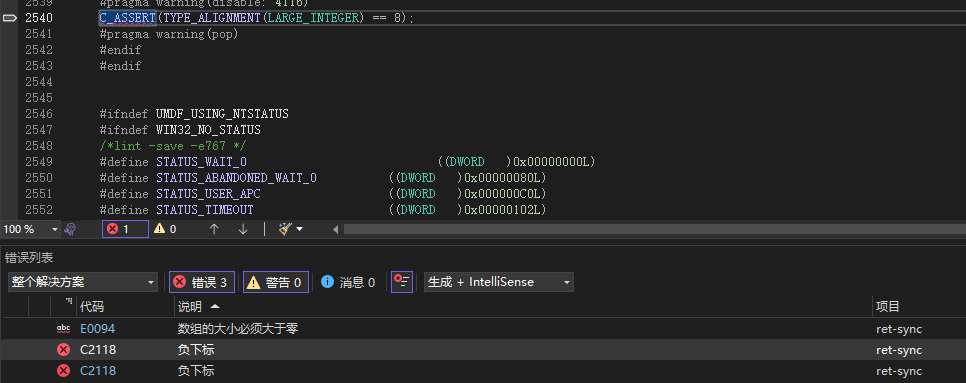 2539 #pragma warning(disable: 4116)
2540 C_ASSERT(TYPE_ALIGNMENT(LARGE_INTEGER) == 8);
2541 #pragma warning(pop)
2542 #endif
2543 #endif
2544
2545
2546 #ifndef UMDF_USING_NTSTATUS
2547 #ifndef WIN32_NO_STATUS
2548 /*lint -save -e767 */
2549 #define STATUS_WAIT_0 ((DWORD )0x00000000L)
2550 #define STATUS_ABANDONED_WAIT_0 ((DWORD )0x00000080L)
2551 #define STATUS_USER_APC ((DWORD )0x000000C0L)
2552 #define STATUS_TIMEOUT ((DWORD )0x00000102L)
100 % 1 0
错误列表
整个解决方案 错误 3 警告 0 消息 0 生成 + IntelliSense
代码 说明 项目
abc E0094 数组的大小必须大于零 ret-sync
C2118 负下标 ret-sync
C2118 负下标 ret-sync